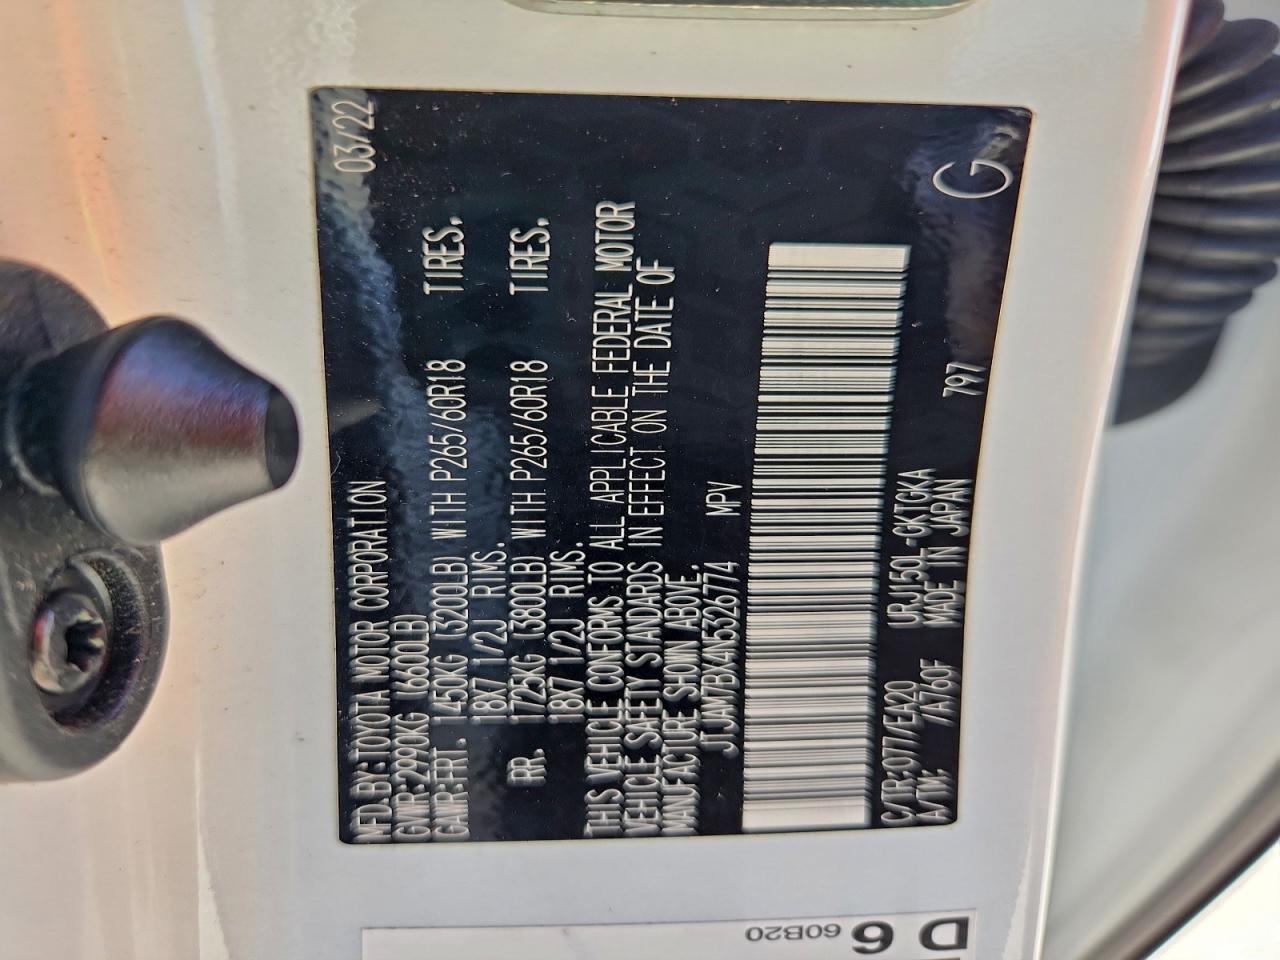 MFD.BY:TOYOTA MOTOR CORPORATION 03/22
GVWR:2990KG (6600LB)
GAWR:FRT. 1450KG (3200LB) WITH P265/60R18 TIRES.
18X7 1/2J RIMS.
RR. 1725KG (3800LB) WITH P265/60R18 TIRES.
18X7 1/2J RIMS.
THIS VEHICLE CONFORMS TO ALL APPLICABLE FEDERAL MOTOR
VEHICLE SAFETY STANDARDS IN EFFECT ON THE DATE OF
MANUFACTURE SHOWN ABOVE.
JTJAM7BX4N5326774 MPV
C/TR:077/EA20 URJ150L-GKTGKA
A/TM: /A760F MADE IN JAPAN 797
G
D 6 60B20